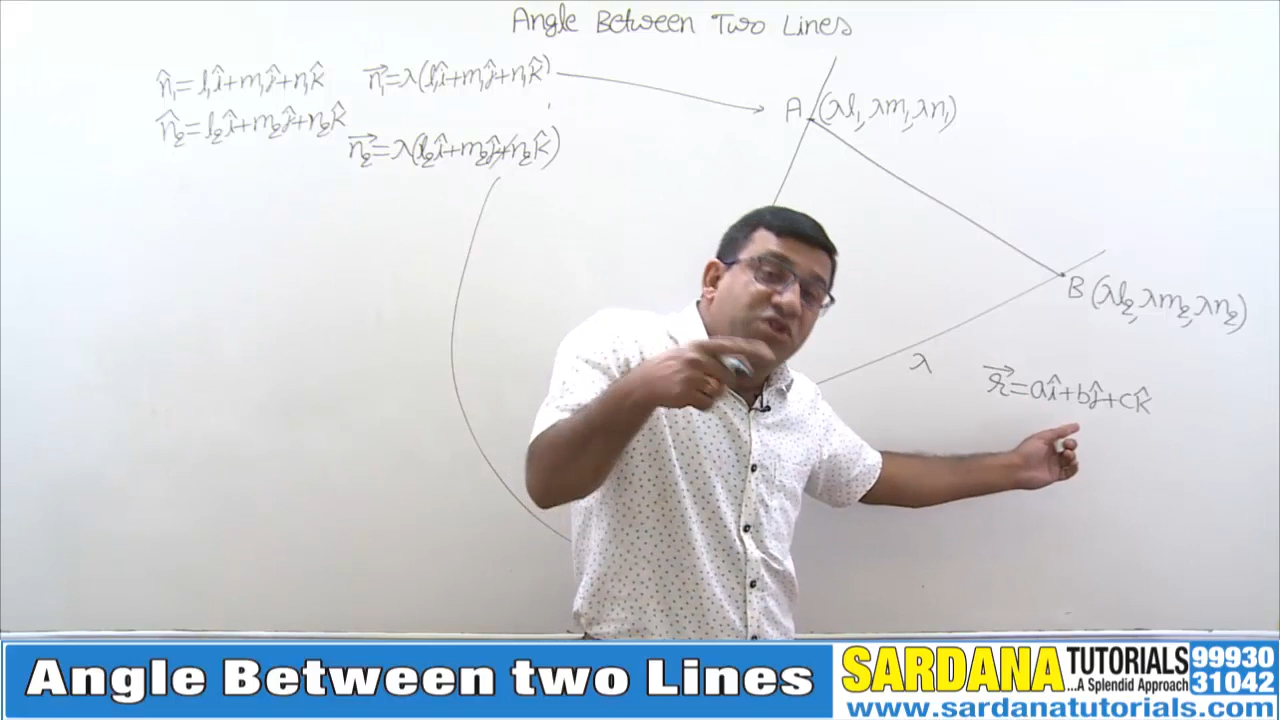 Angle Between Two Lines
n̂₁ = l₁î+m₁ĵ+n₁k̂
n⃗₁=λ(l₁î+m₁ĵ+n₁k̂)
A (λl₁, λm₁, λn₁)
n̂₂ = l₂î+m₂ĵ+n₂k̂
n⃗₂=λ(l₂î+m₂ĵ+n₂k̂)
B (λl₂, λm₂, λn₂)
λ
r⃗=aî+bĵ+ck̂
Angle Between two Lines
SARDANA TUTORIALS 99930
...A Splendid Approach 31042
www.sardanatutorials.com